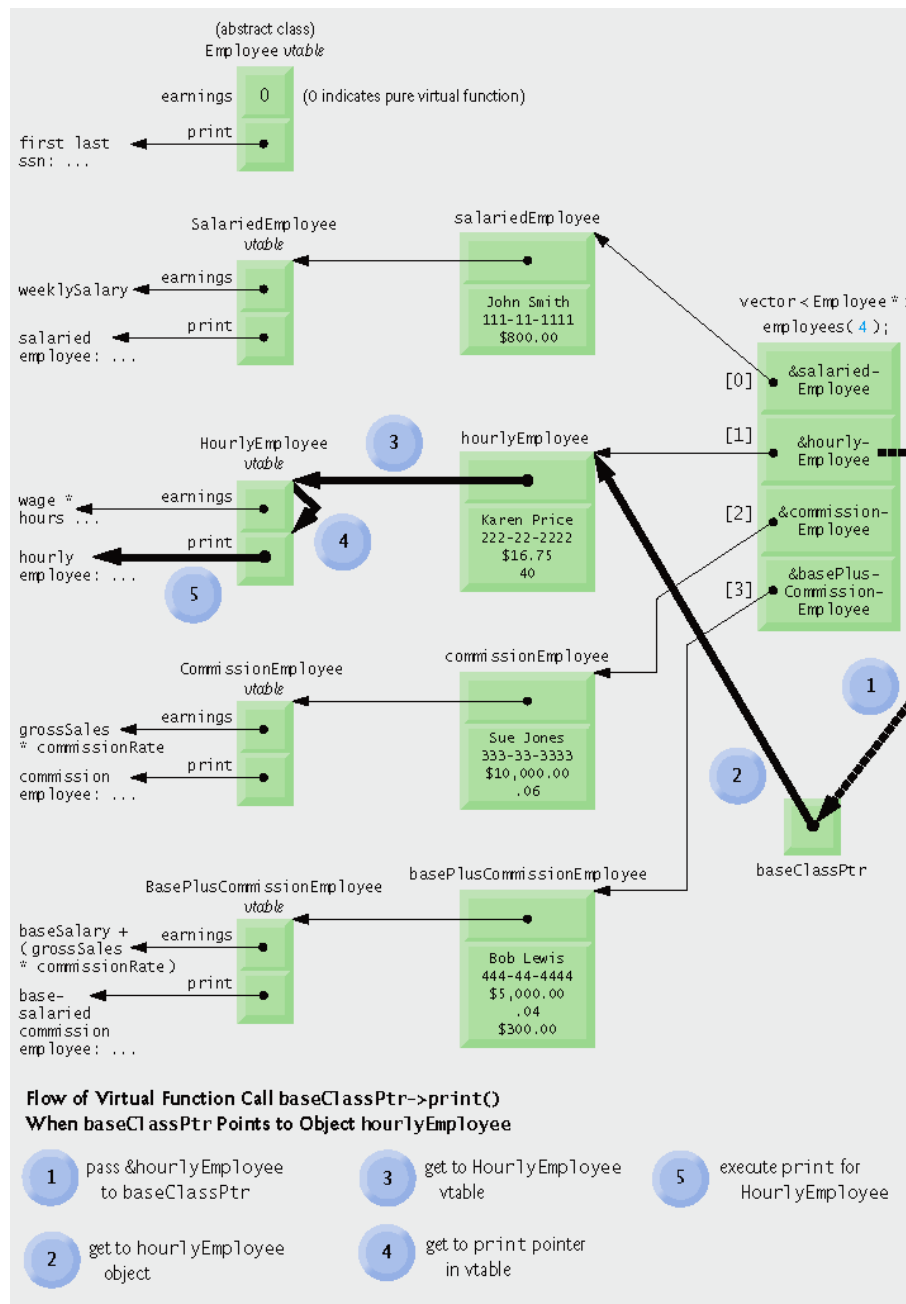 (abstract class)
Employee vtable
earnings 0 (0 indicates pure virtual function)
print
first last
ssn: ...
SalariedEmployee
vtable
salariedEmployee
earnings
weeklySalary
print
salaried
employee: ...
John Smith
111-11-1111
$800.00
vector < Employee *
employees( 4 );
[0] &salaried-
Employee
[1] &hourly-
Employee
[2] &commission-
Employee
[3] &basePlus-
Commission-
Employee
HourlyEmployee
vtable
3
hourlyEmployee
earnings
wage *
hours ...
print
4
hourly
employee: ...
5
Karen Price
222-22-2222
$16.75
40
CommissionEmployee
vtable
commissionEmployee
1
earnings
grossSales
* commissionRate
print
commission
employee: ...
Sue Jones
333-33-3333
$10,000.00
.06
2
baseClassPtr
BasePlusCommissionEmployee
vtable
basePlusCommissionEmployee
baseSalary +
(grossSales
* commissionRate)
earnings
print
base-
salaried
commission
employee: ...
Bob Lewis
444-44-4444
$5,000.00
.04
$300.00
Flow of Virtual Function Call baseClassPtr->print()
When baseClassPtr Points to Object hourlyEmployee
1 pass &hourlyEmployee
to baseClassPtr
2 get to hourlyEmployee
object
3 get to HourlyEmployee
vtable
4 get to print pointer
in vtable
5 execute print for
HourlyEmployee